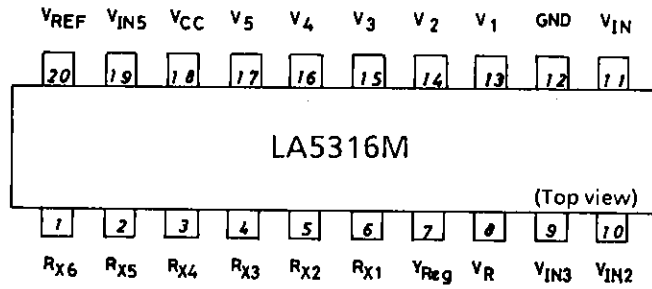 VREF VIN5 VCC V5 V4 V3 V2 V1 GND VIN
20 19 18 17 16 15 14 13 12 11
LA5316M
(Top view)
1 2 3 4 5 6 7 8 9 10
RX6 RX5 RX4 RX3 RX2 RX1 YReg VR VIN3 VIN2